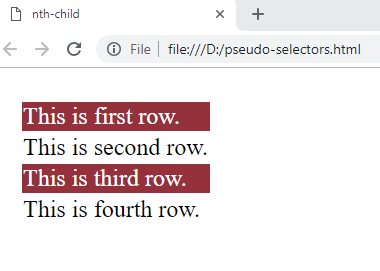 nth-child
File | file:///D:/pseudo-selectors.html
This is first row.
This is second row.
This is third row.
This is fourth row.